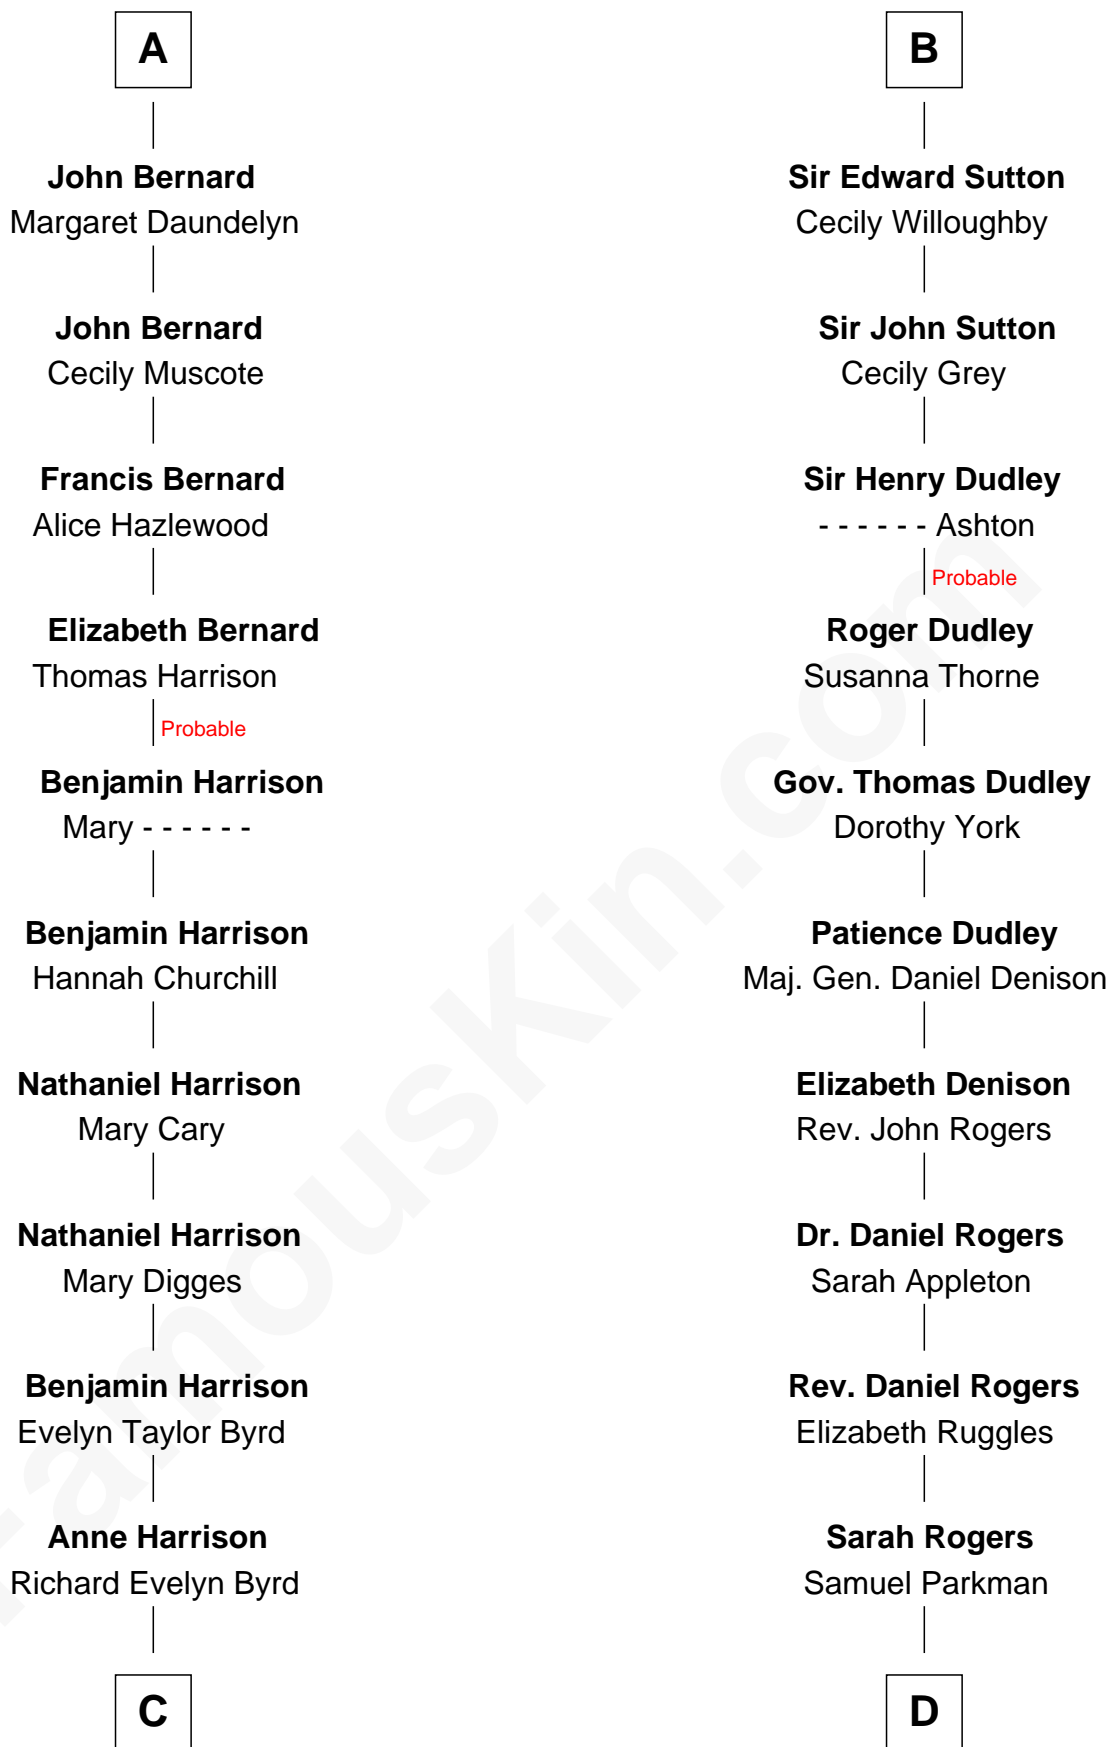 A
John Bernard
Margaret Daundelyn
John Bernard
Cecily Muscote
Francis Bernard
Alice Hazlewood
Elizabeth Bernard
Thomas Harrison
Probable
Benjamin Harrison
Mary - - - - - -
Benjamin Harrison
Hannah Churchill
Nathaniel Harrison
Mary Cary
Nathaniel Harrison
Mary Digges
Benjamin Harrison
Evelyn Taylor Byrd
Anne Harrison
Richard Evelyn Byrd
C
B
Sir Edward Sutton
Cecily Willoughby
Sir John Sutton
Cecily Grey
Sir Henry Dudley
- - - - - - Ashton
Probable
Roger Dudley
Susanna Thorne
Gov. Thomas Dudley
Dorothy York
Patience Dudley
Maj. Gen. Daniel Denison
Elizabeth Denison
Rev. John Rogers
Dr. Daniel Rogers
Sarah Appleton
Rev. Daniel Rogers
Elizabeth Ruggles
Sarah Rogers
Samuel Parkman
D
FamousKin.com